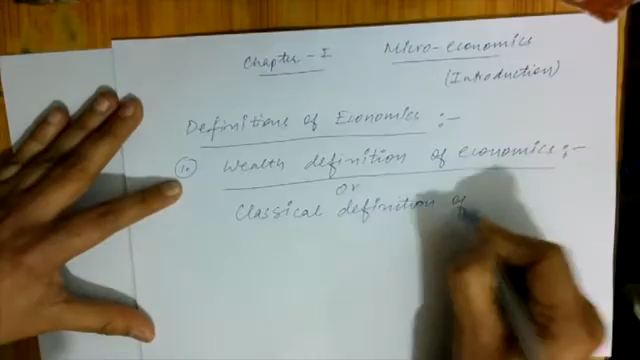 Chapter - I Micro-economics
(Introduction)
Definitions of Economics :-
1. Wealth definition of economics :-
Or
Classical definition of